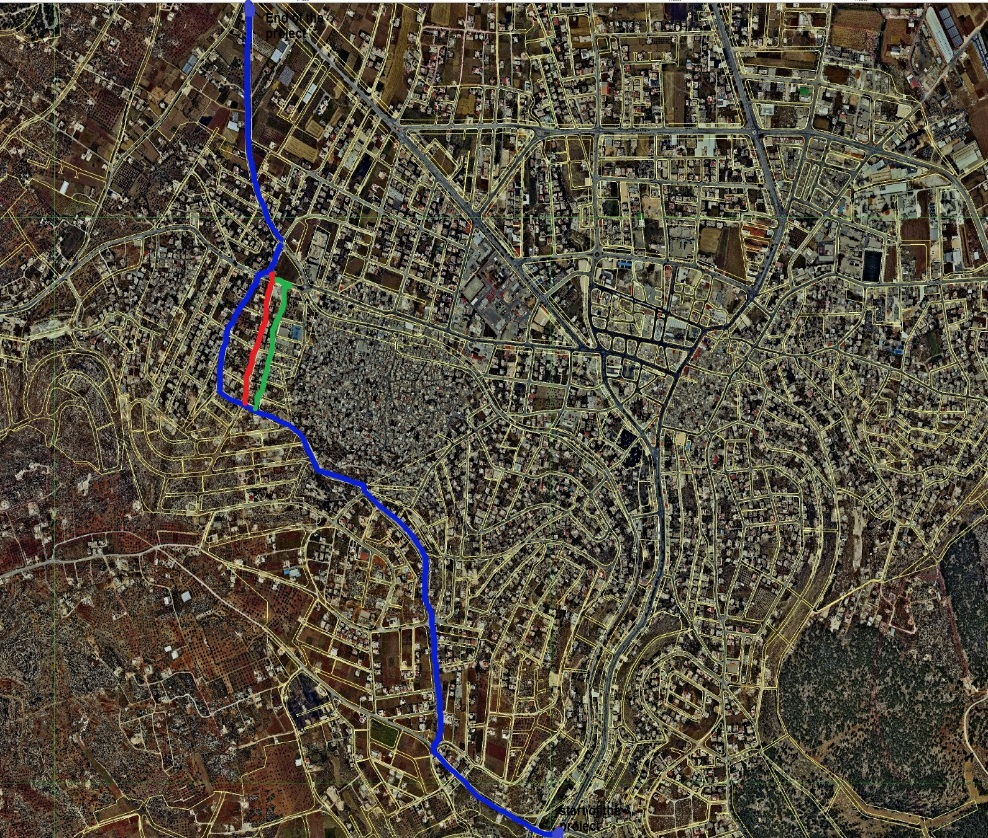 End of the
project
start of the
project